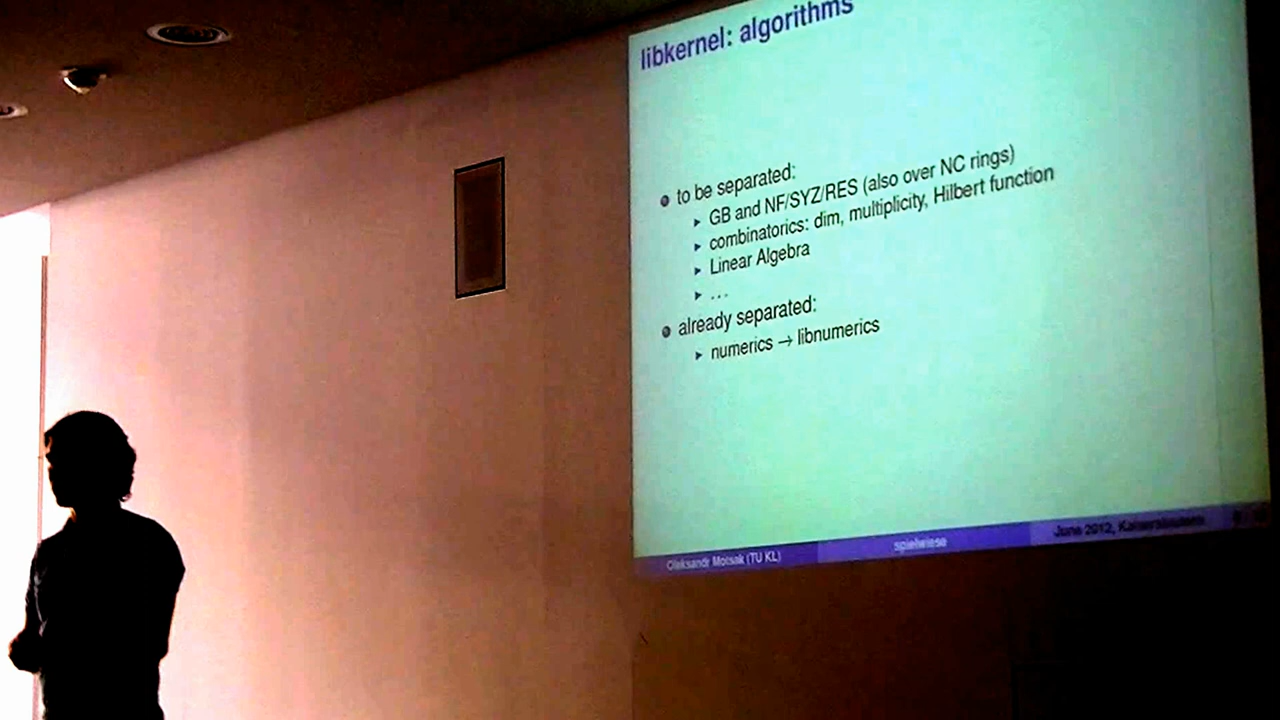 libkernel: algorithms
to be separated:
GB and NF/SYZ/RES (also over NC rings)
combinatorics: dim, multiplicity, Hilbert function
Linear Algebra
...
already separated:
numerics → libnumerics
Oleksandr Motsak (TU KL)
spielwiese
June 2012, Kaiserslautern